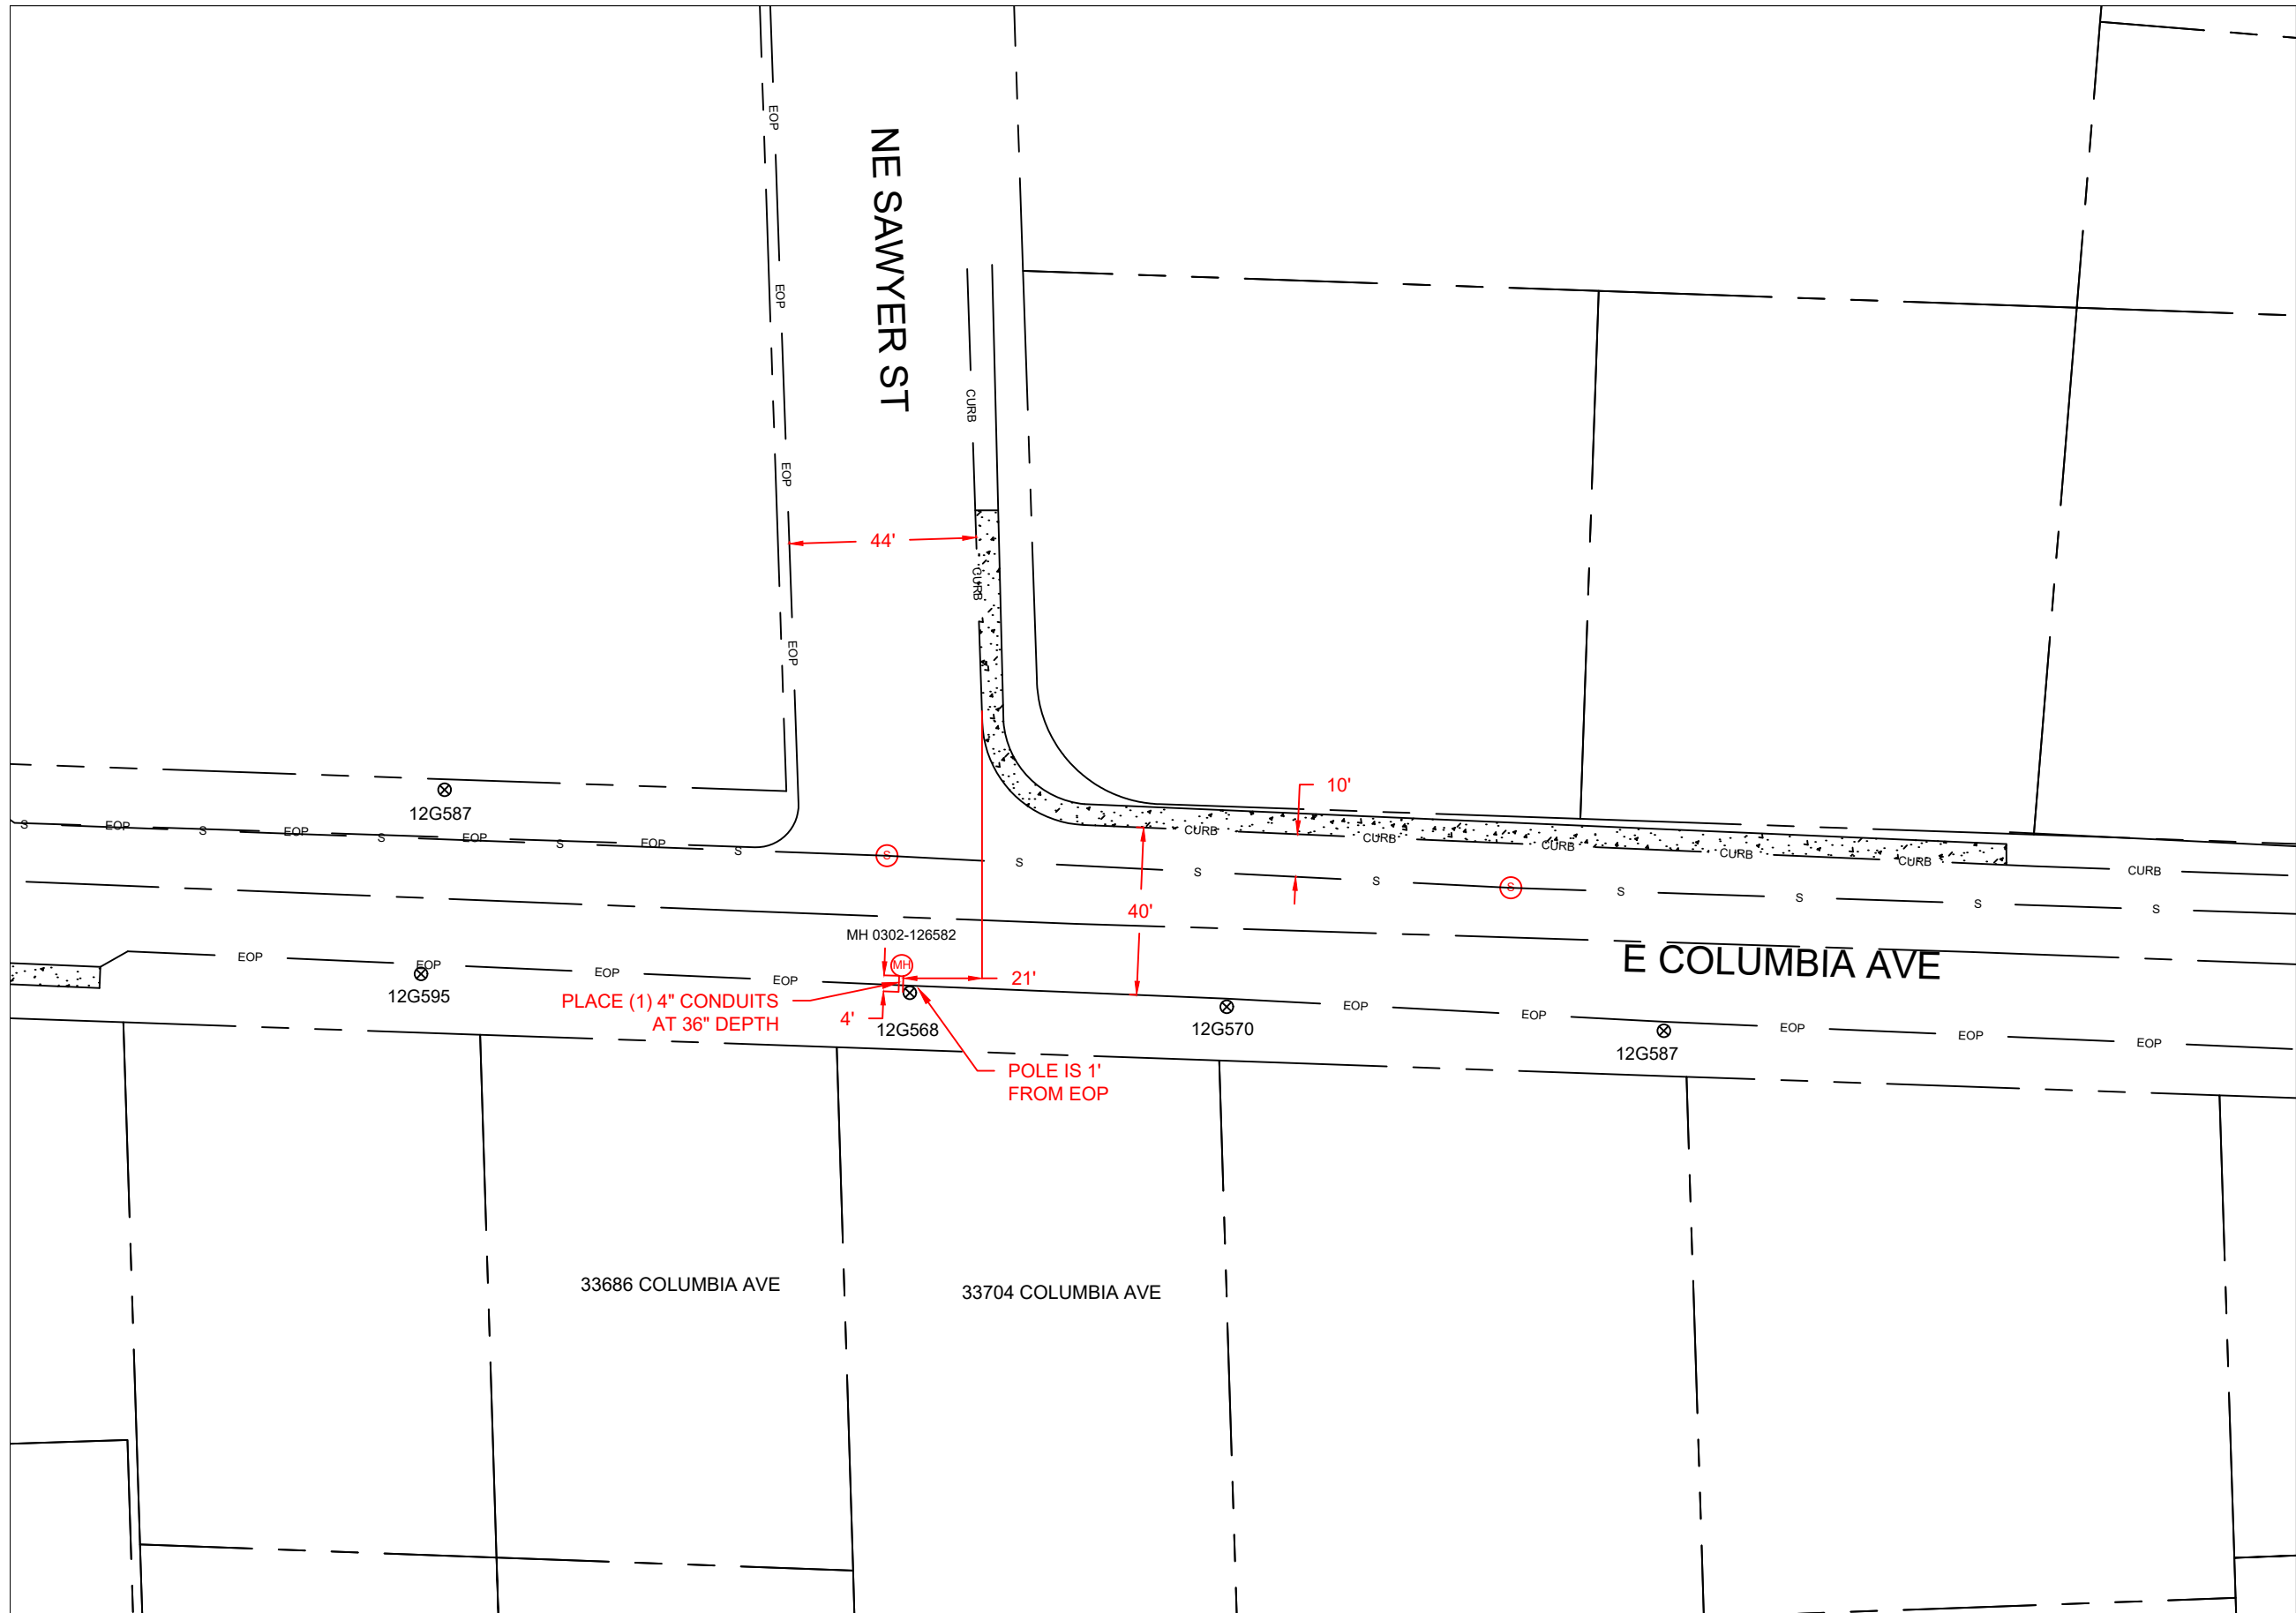 EOP
NE SAWYER ST
EOP
CURB
EOP
44'
CURB
EOP
10'
12G587
S EOP S EOP S EOP S EOP S S S S S S S S S S
CURB CURB CURB CURB CURB CURB
40'
MH 0302-126582
E COLUMBIA AVE
EOP EOP EOP EOP MH 21' EOP EOP EOP EOP EOP
12G595
PLACE (1) 4" CONDUITS
AT 36" DEPTH
4'
12G568
12G570
12G587
POLE IS 1'
FROM EOP
33686 COLUMBIA AVE
33704 COLUMBIA AVE